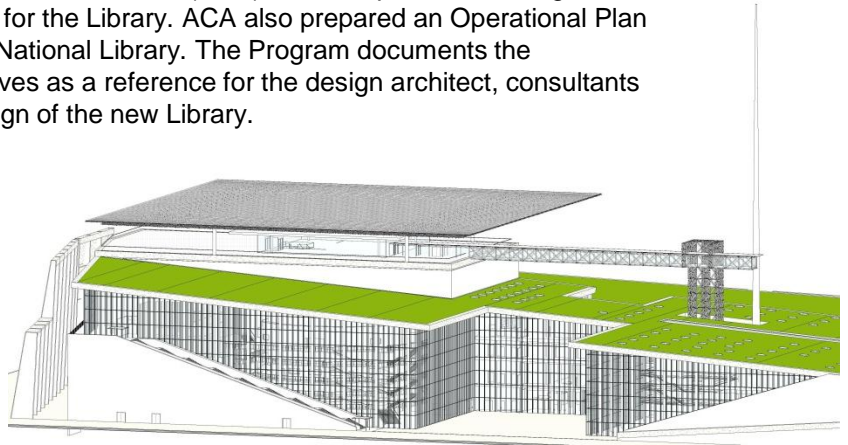 for the Library. ACA also prepared an Operational Plan
National Library. The Program documents the
ves as a reference for the design architect, consultants
gn of the new Library.